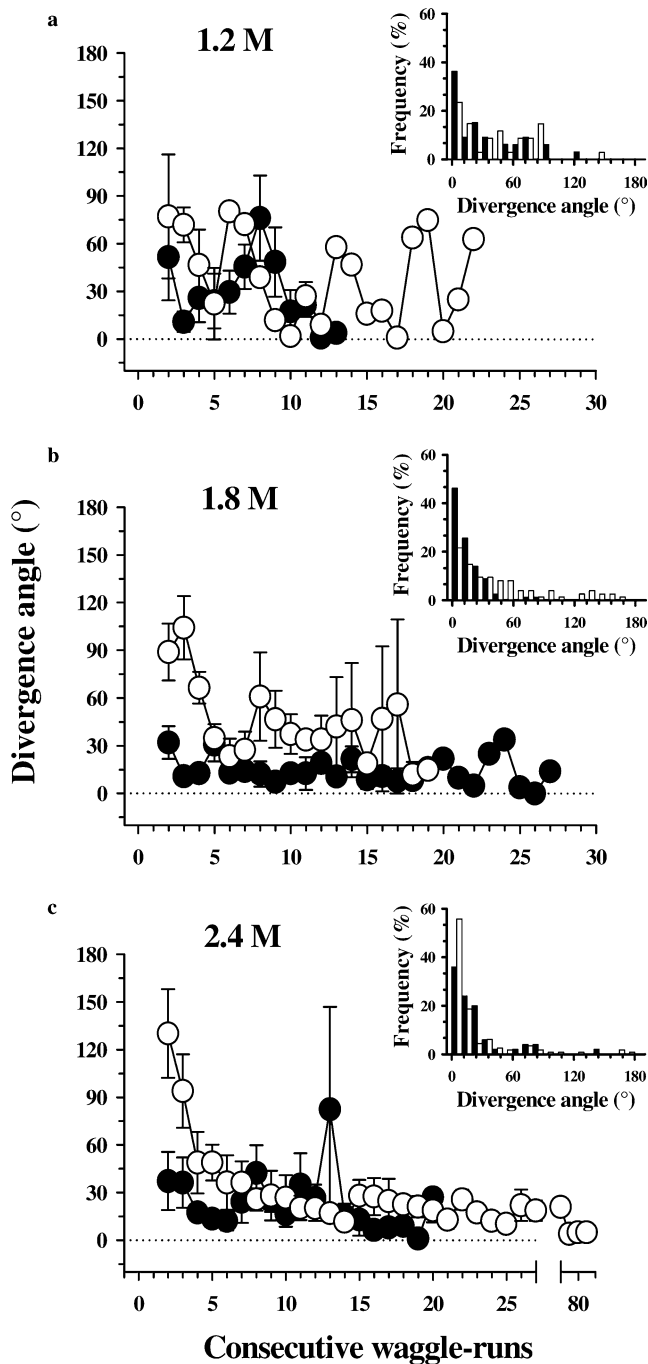 a
1.2 M
180
150
120
90
60
30
0
0 5 10 15 20 25 30
Frequency (%)
60
40
20
0
0 60 120 180
Divergence angle (°)
b
1.8 M
180
150
120
90
60
30
0
0 5 10 15 20 25 30
Frequency (%)
60
40
20
0
0 60 120 180
Divergence angle (°)
Divergence angle (°)
c
2.4 M
180
150
120
90
60
30
0
0 5 10 15 20 25 80
Frequency (%)
60
40
20
0
0 60 120 180
Divergence angle (°)
Consecutive waggle-runs